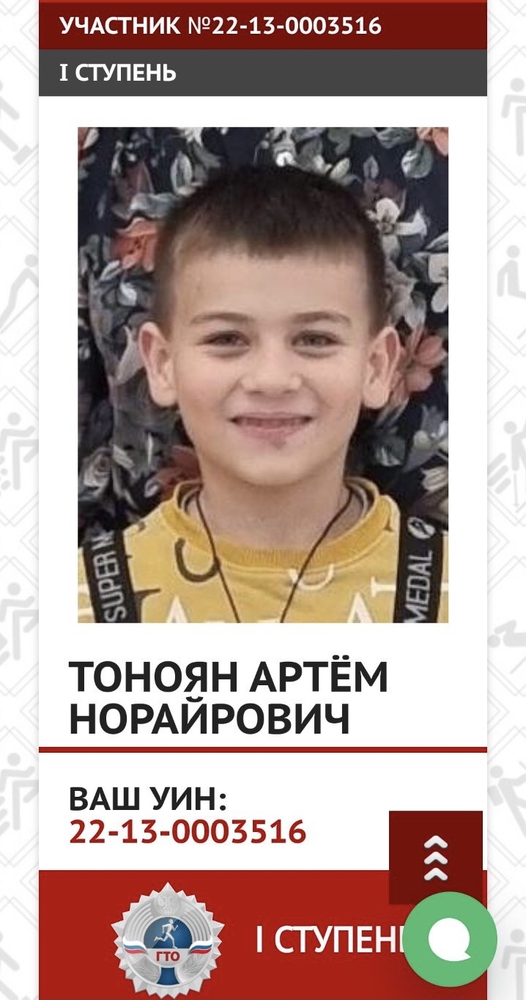 УЧАСТНИК №22-13-0003516
I СТУПЕНЬ
SUPER
MEDAL
ТОНОЯН АРТЁМ
НОРАЙРОВИЧ
ВАШ УИН:
22-13-0003516
ГТО
I СТУПЕН